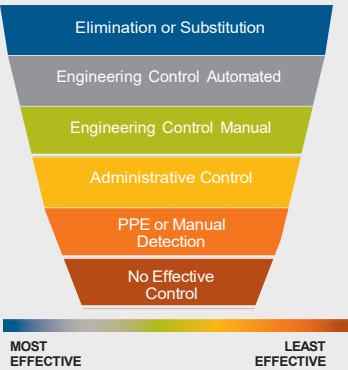 Elimination or Substitution
Engineering Control Automated
Engineering Control Manual
Administrative Control
PPE or Manual
Detection
No Effective
Control
MOST
EFFECTIVE
LEAST
EFFECTIVE